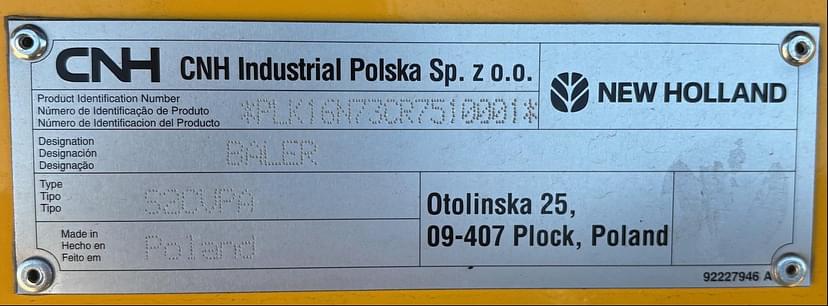 CNH CNH Industrial Polska Sp. z o.o.
NEW HOLLAND
Product Identification Number
Número de Identificação de Produto
Número de Identificacion del Producto
*PLK16N73CR7510001*
Designation
Designación
Designação
BALER
Type
Tipo
Tipo
Made in
Hecho en
Feito em
Poland
Otolinska 25,
09-407 Plock, Poland
92227946 A